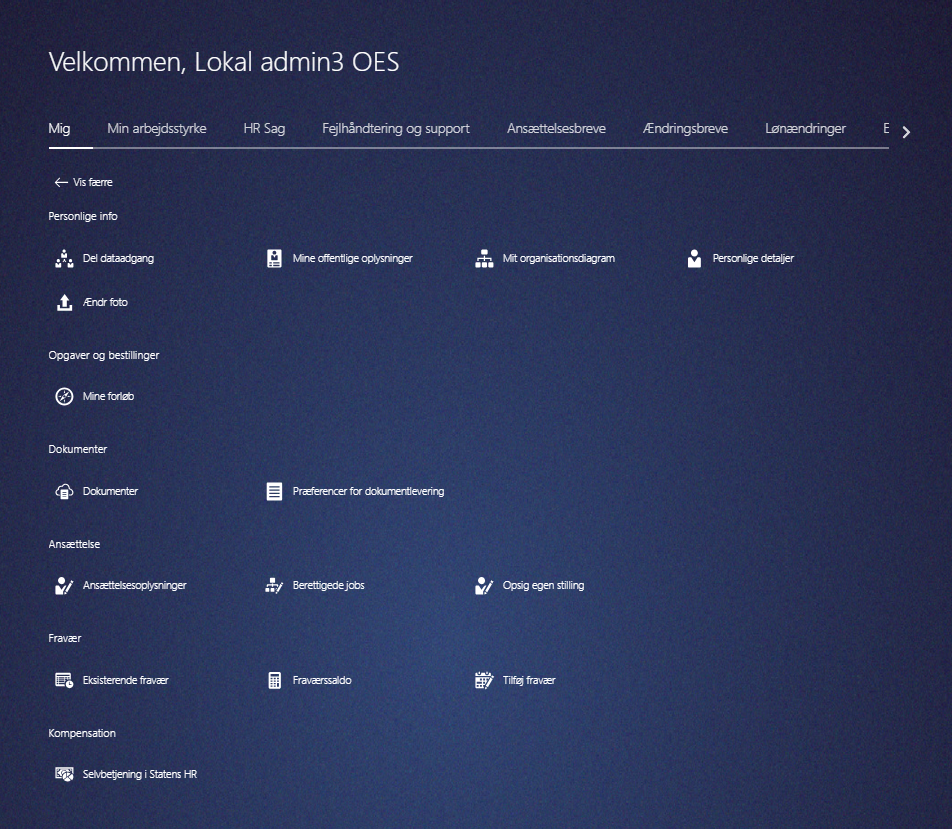 Velkommen, Lokal admin3 OES
Mig Min arbejdsstyrke HR Sag Fejlhåndtering og support Ansættelsesbreve Ændringsbreve Lønændringer
Vis færre
Personlige info
Del dataadgang Mine offentlige oplysninger Mit organisationsdiagram Personlige detaljer
Ændr foto
Opgaver og bestillinger
Mine forløb
Dokumenter
Dokumenter Præferencer for dokumentlevering
Ansættelse
Ansættelsesoplysninger Berettigede jobs Opsig egen stilling
Fravær
Eksisterende fravær Fraværssaldo Tilføj fravær
Kompensation
Selvbetjening i Statens HR